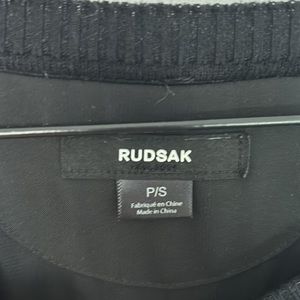 RUDSAK
P/S
Fabriqué en Chine
Made in China